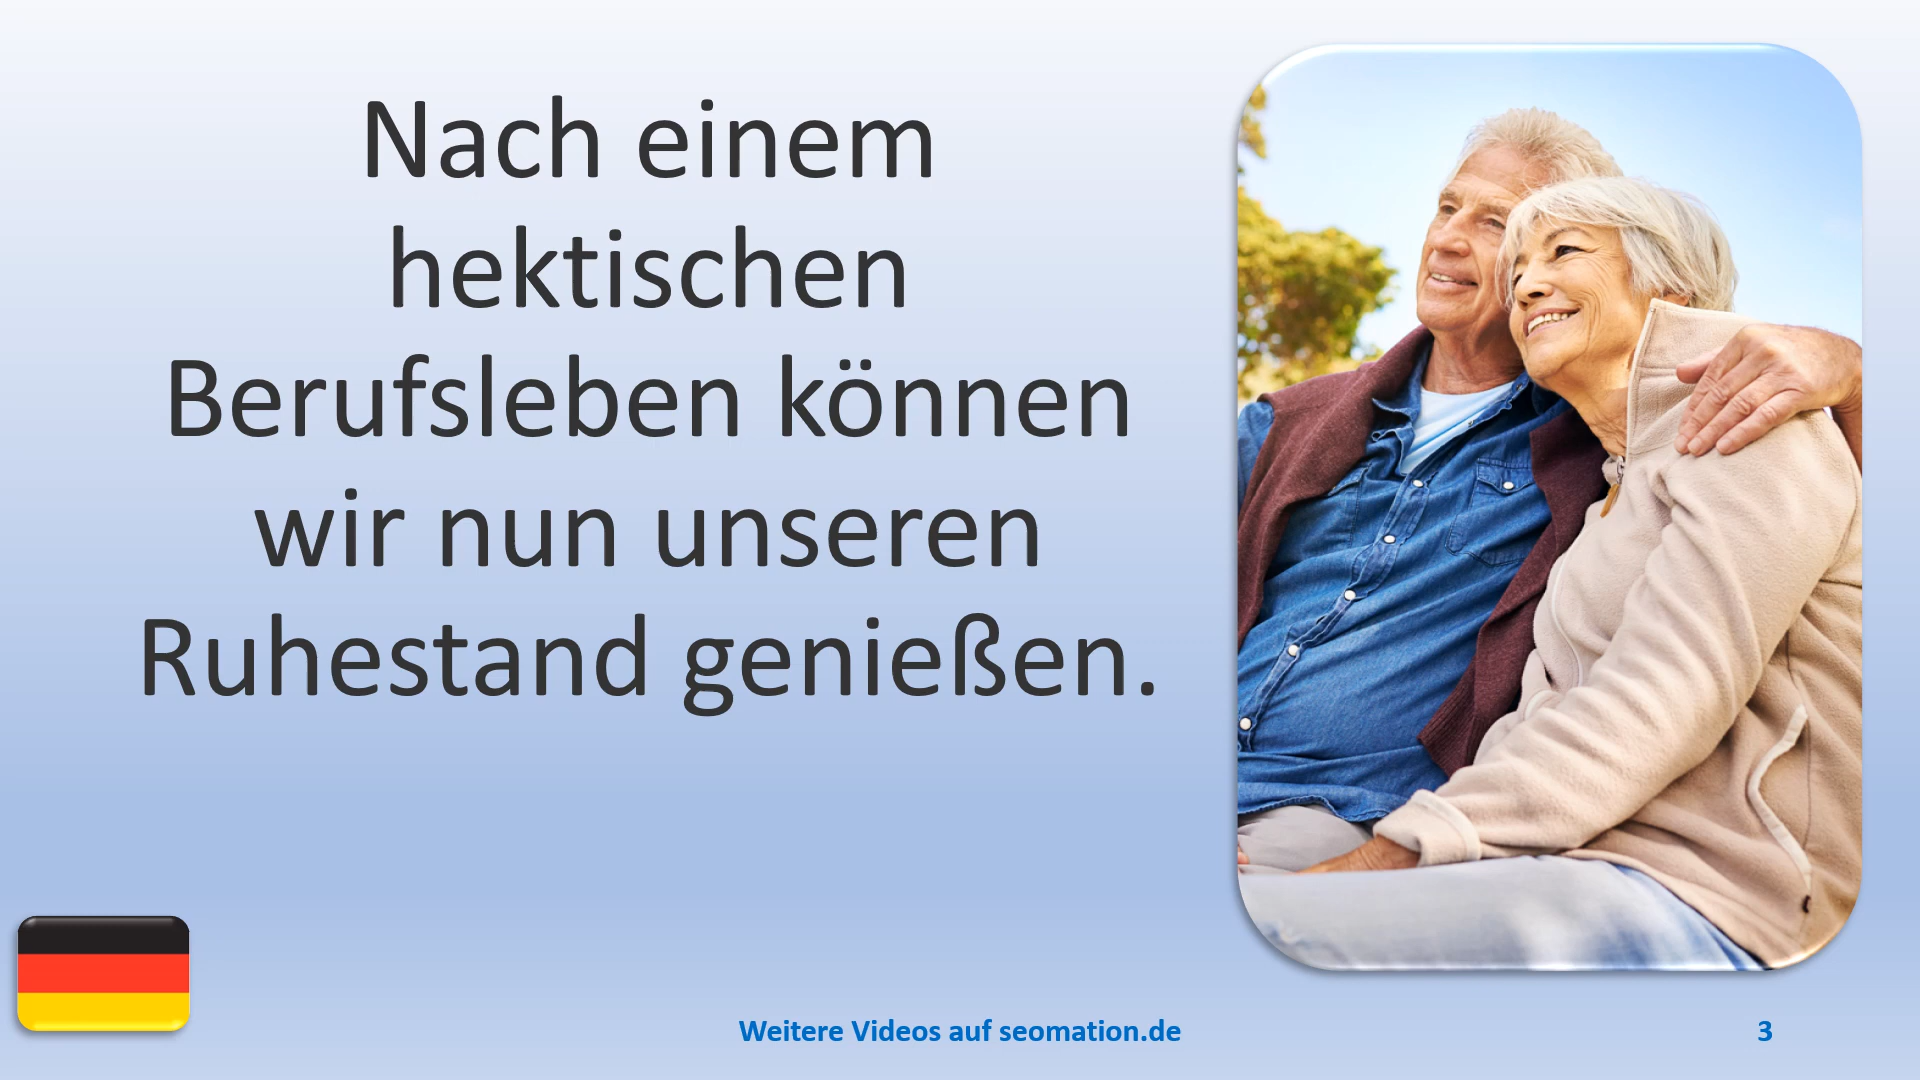 Nach einem
hektischen
Berufsleben können
wir nun unseren
Ruhestand genießen.
Weitere Videos auf seomation.de
3